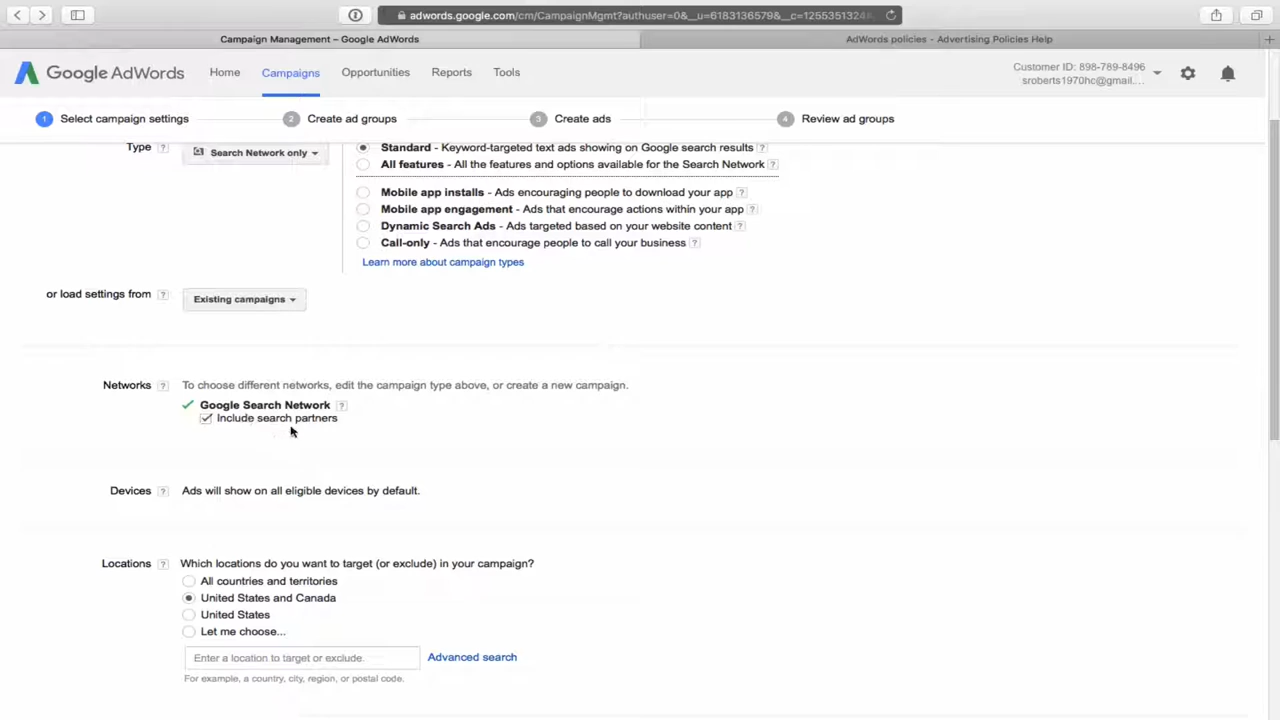 adwords.google.com/cm/CampaignMgmt?authuser=0&__u=6183136579&__c=1255351324
Campaign Management – Google AdWords
AdWords policies - Advertising Policies Help
Google AdWords
Home
Campaigns
Opportunities
Reports
Tools
Customer ID: 898-789-8496
sroberts1970hc@gmail....
1 Select campaign settings
2 Create ad groups
3 Create ads
4 Review ad groups
Type ?
Search Network only
Standard - Keyword-targeted text ads showing on Google search results ?
All features - All the features and options available for the Search Network ?
Mobile app installs - Ads encouraging people to download your app ?
Mobile app engagement - Ads that encourage actions within your app ?
Dynamic Search Ads - Ads targeted based on your website content ?
Call-only - Ads that encourage people to call your business ?
Learn more about campaign types
or load settings from ?
Existing campaigns
Networks ?
To choose different networks, edit the campaign type above, or create a new campaign.
Google Search Network ?
Include search partners
Devices ?
Ads will show on all eligible devices by default.
Locations ?
Which locations do you want to target (or exclude) in your campaign?
All countries and territories
United States and Canada
United States
Let me choose...
Enter a location to target or exclude.
Advanced search
For example, a country, city, region, or postal code.